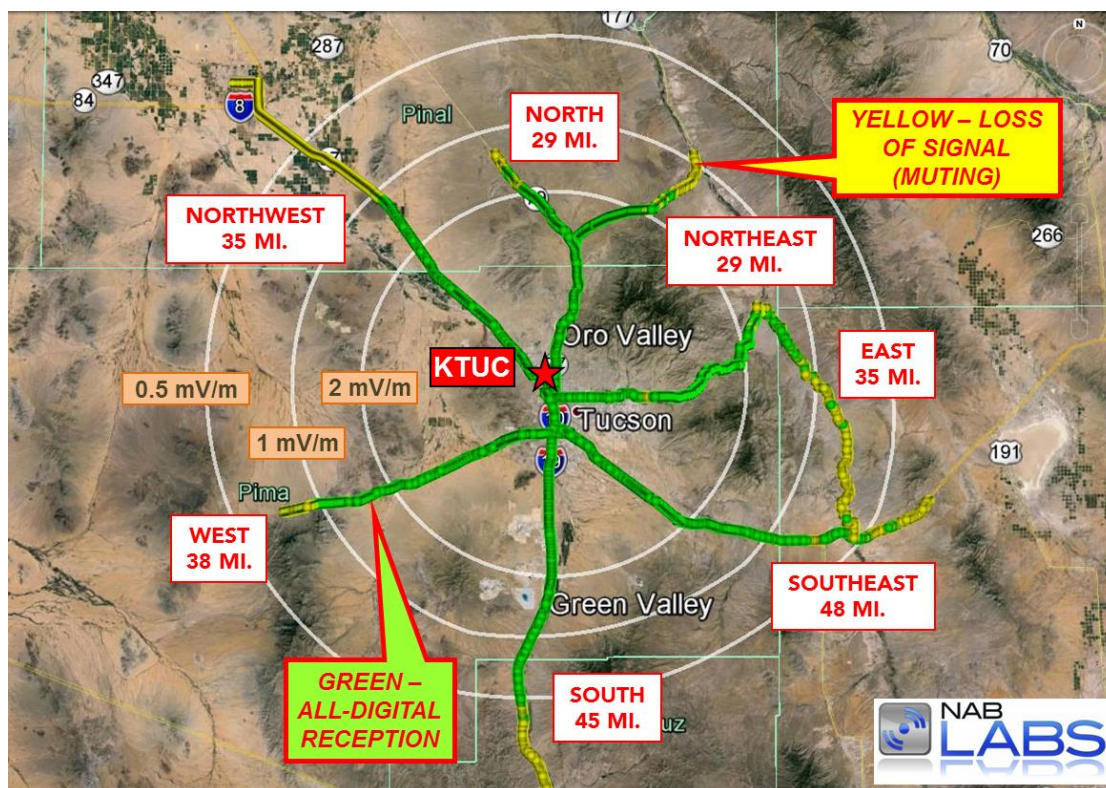 177
N
287
70
347
84
8
Pinal
NORTH
29 MI.
YELLOW – LOSS
OF SIGNAL
(MUTING)
NORTHWEST
35 MI.
NORTHEAST
29 MI.
266
Oro Valley
KTUC
EAST
35 MI.
0.5 mV/m
2 mV/m
10
Tucson
1 mV/m
191
Pima
WEST
38 MI.
SOUTHEAST
48 MI.
Green Valley
GREEN –
ALL-DIGITAL
RECEPTION
SOUTH
45 MI.
uz
NAB
LABS